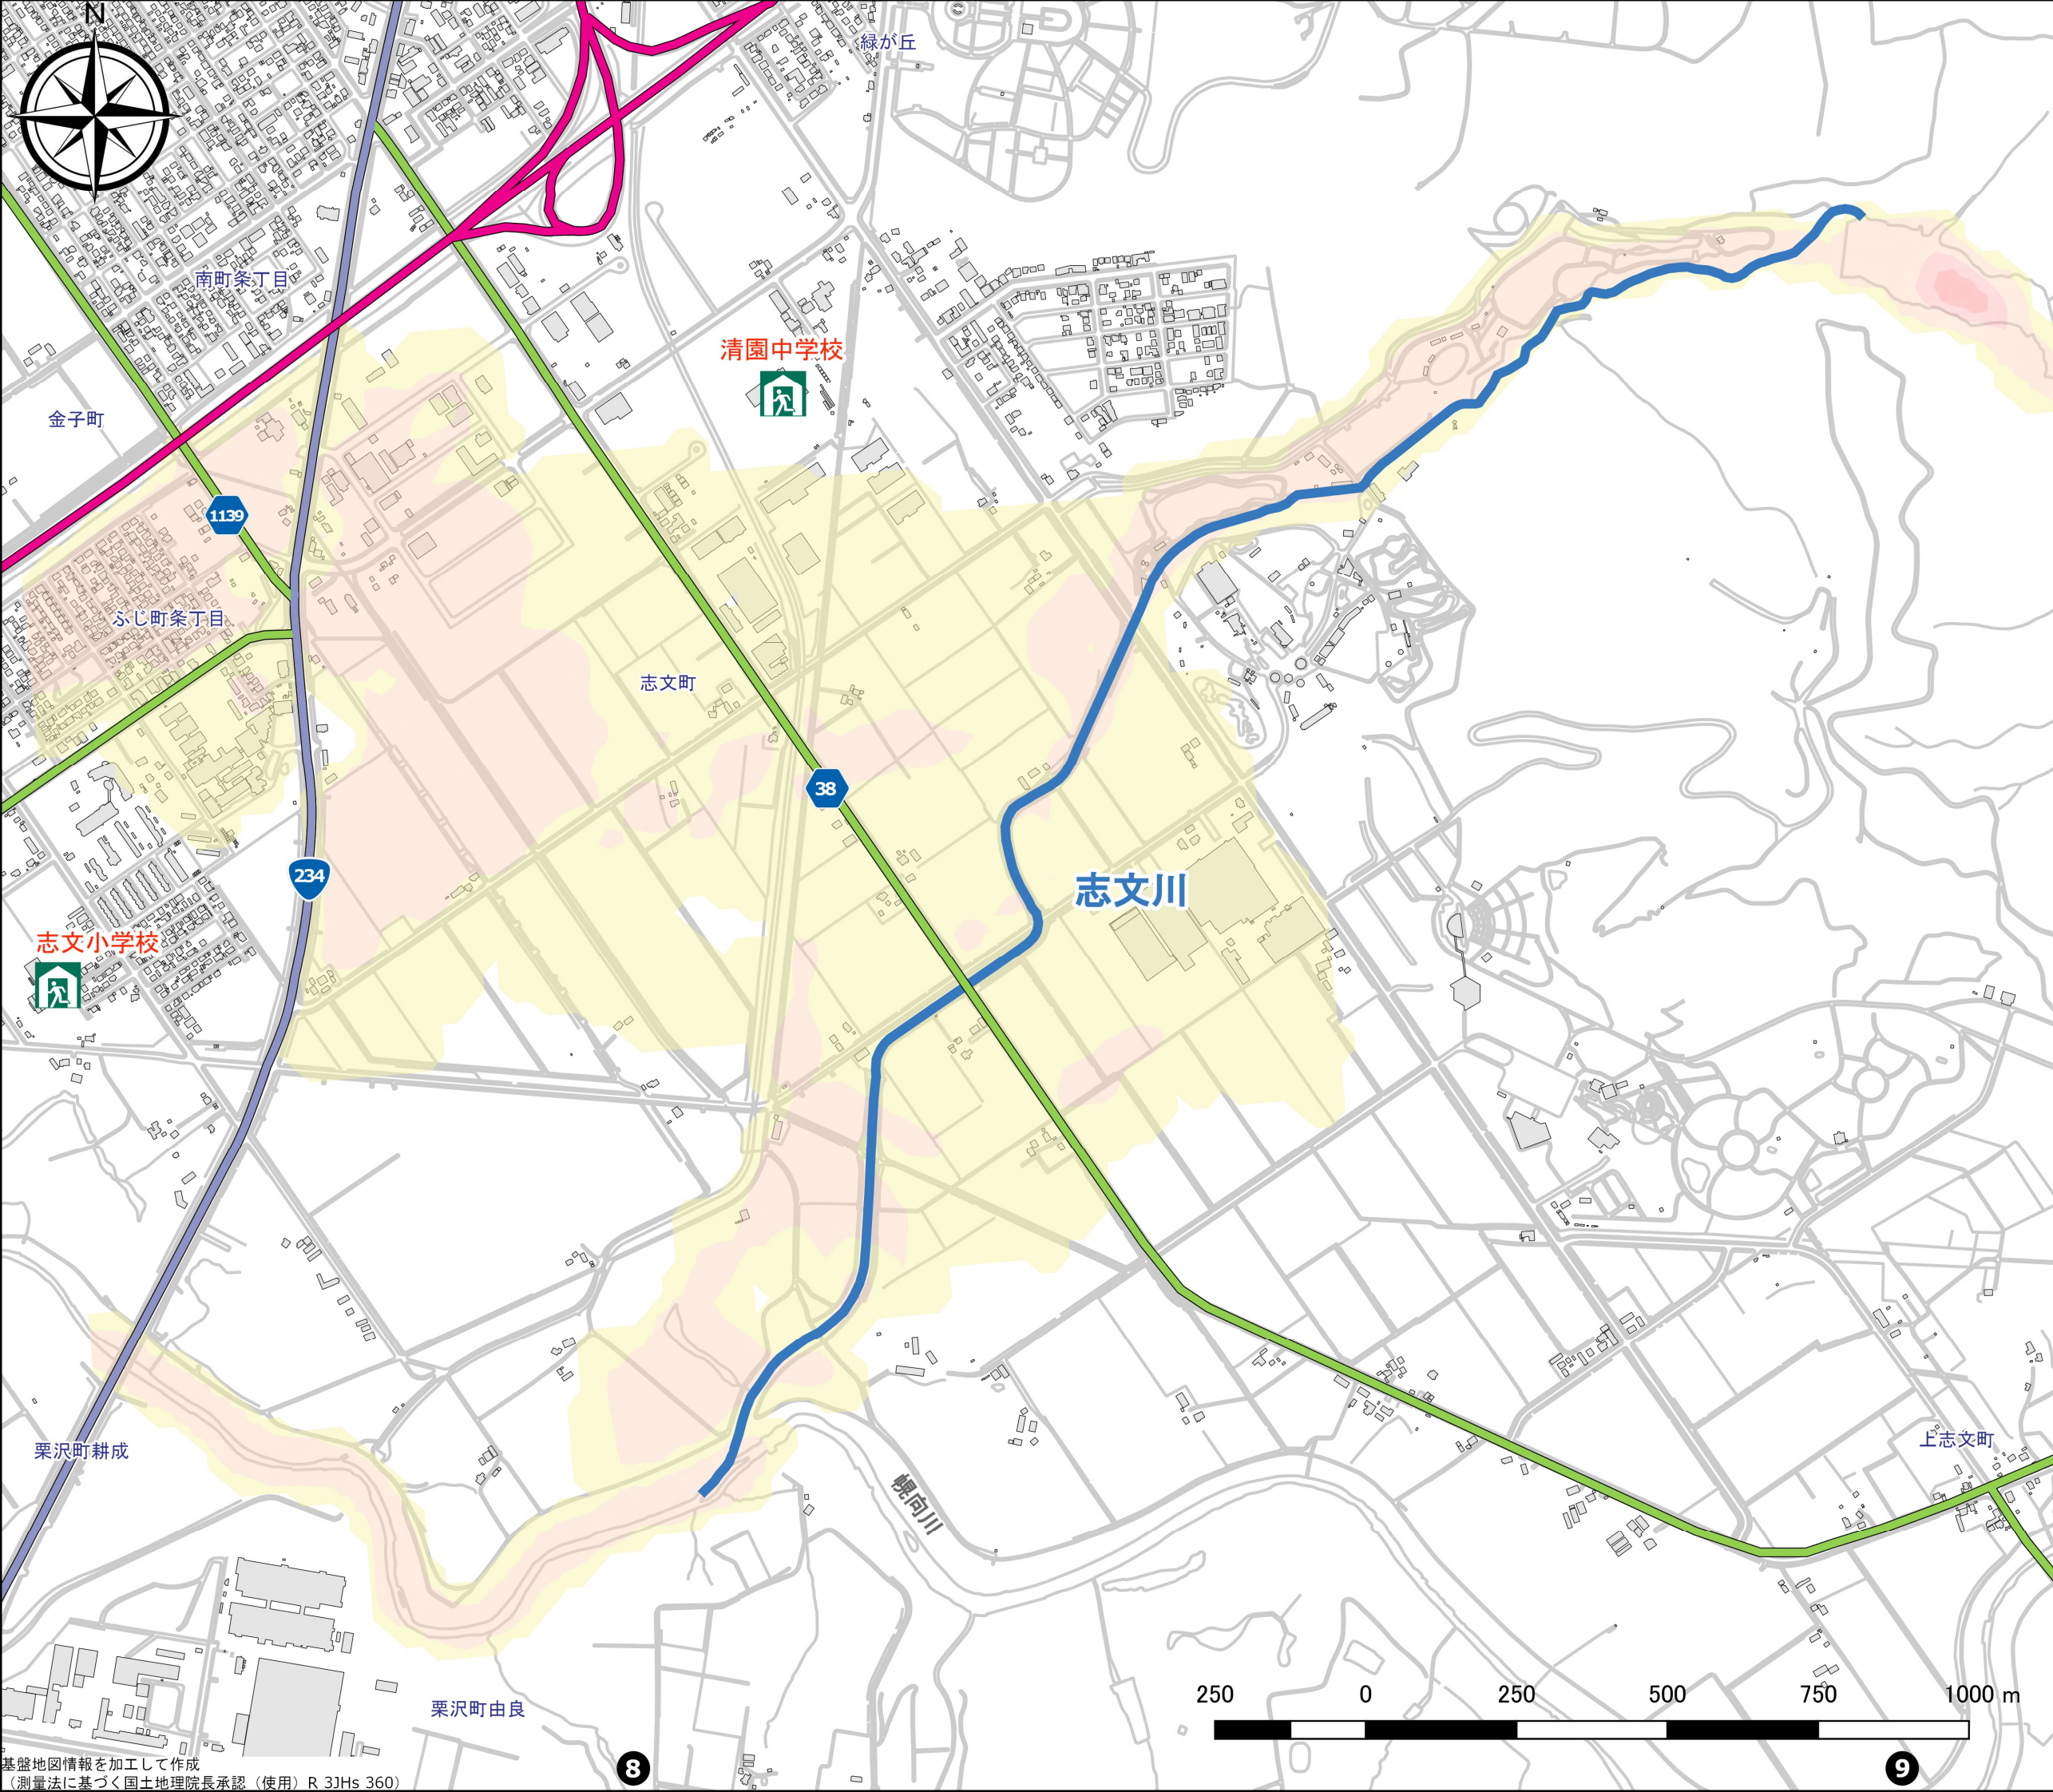 N
緑が丘
南町条丁目
清園中学校
金子町
1139
ふじ町条丁目
志文町
38
234
志文川
志文小学校
栗沢町耕成
上志文町
幌向川
栗沢町由良
250 0 250 500 750 1000 m
基盤地図情報を加工して作成
（測量法に基づく国土地理院長承認（使用）R 3JHs 360）
8
9